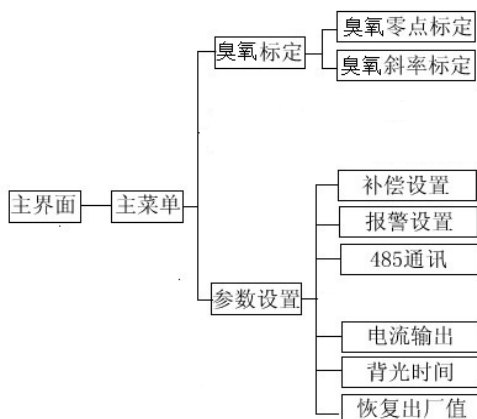 臭氧零点标定
臭氧标定
臭氧斜率标定
补偿设置
主界面
主菜单
报警设置
485通讯
参数设置
电流输出
背光时间
恢复出厂值